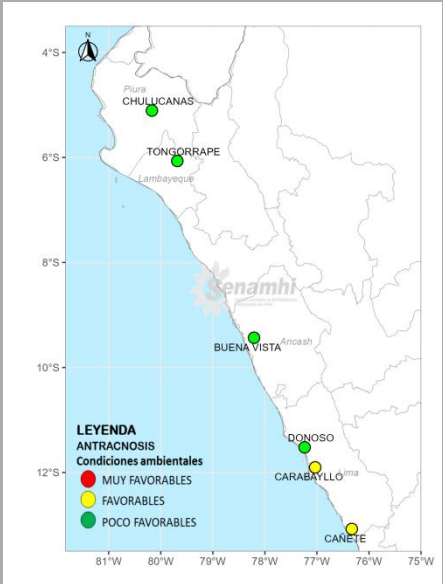 N
4°S
Piura
CHULUCANAS
6°S
TONGORRAPE
Lambayeque
8°S
Senamhi
BUENA VISTA
Ancash
10°S
LEYENDA
ANTRACNOSIS
Condiciones ambientales
MUY FAVORABLES
FAVORABLES
POCO FAVORABLES
DONOSO
12°S
CARABAYLLO
Lima
CAÑETE
81°W 80°W 79°W 78°W 77°W 76°W 75°W